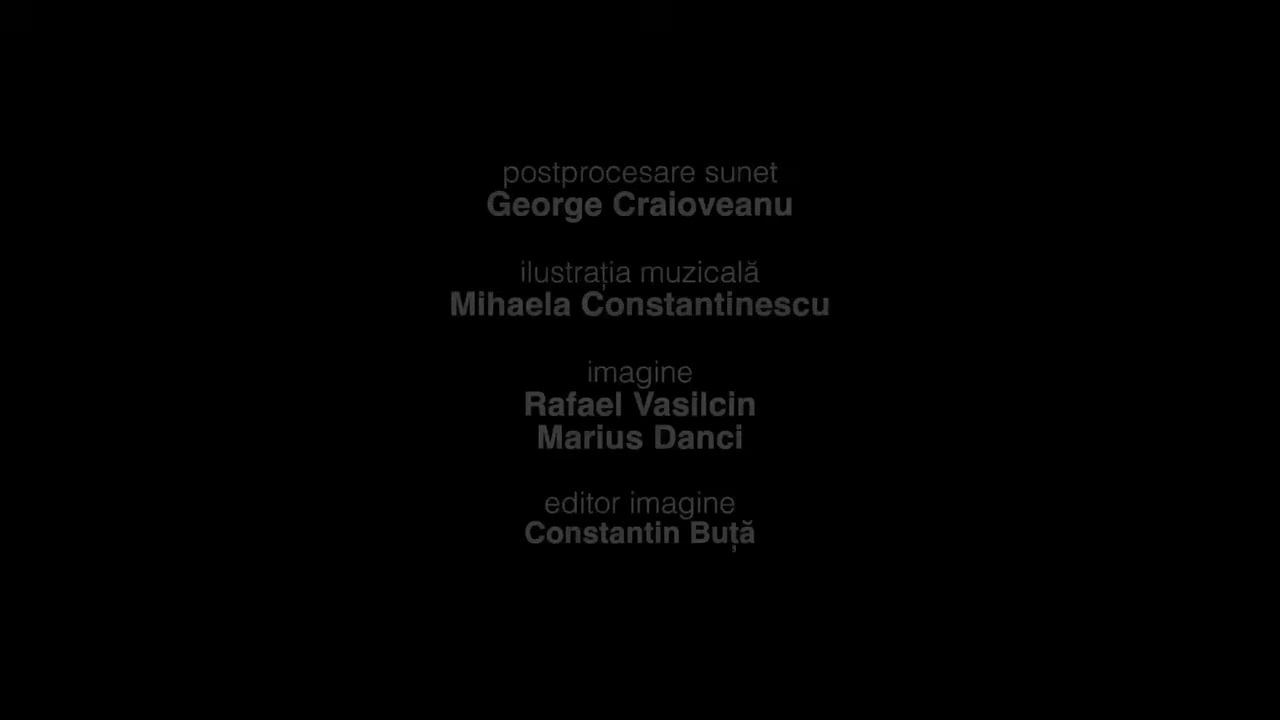 postprocesare sunet
George Craioveanu
ilustrația muzicală
Mihaela Constantinescu
imagine
Rafael Vasilcin
Marius Danci
editor imagine
Constantin Buță